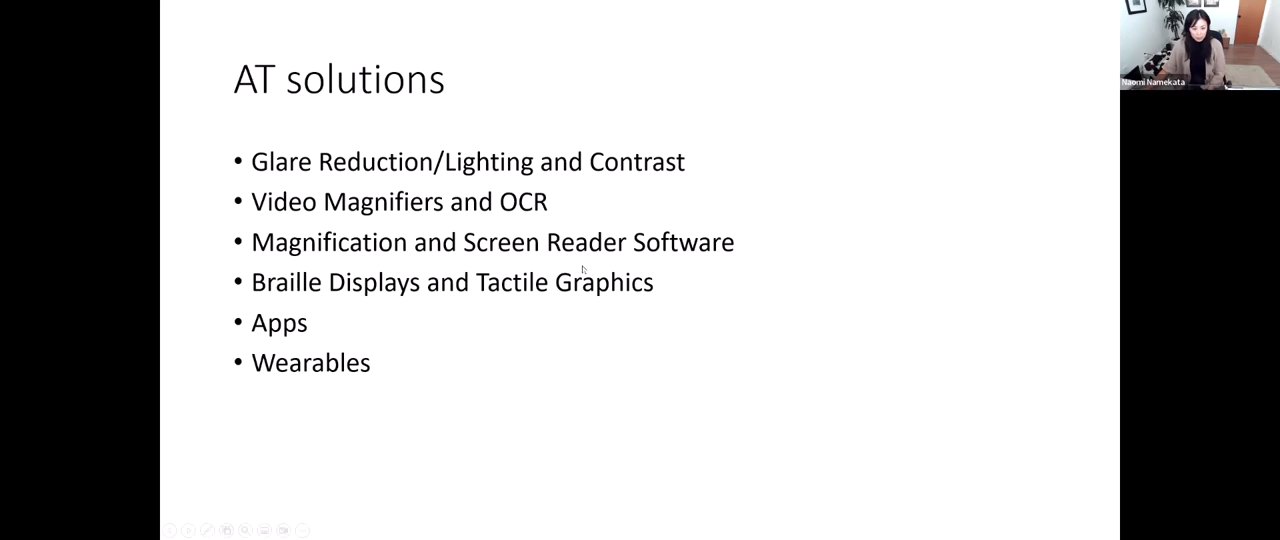 AT solutions
• Glare Reduction/Lighting and Contrast
• Video Magnifiers and OCR
• Magnification and Screen Reader Software
• Braille Displays and Tactile Graphics
• Apps
• Wearables
Naomi Namekata